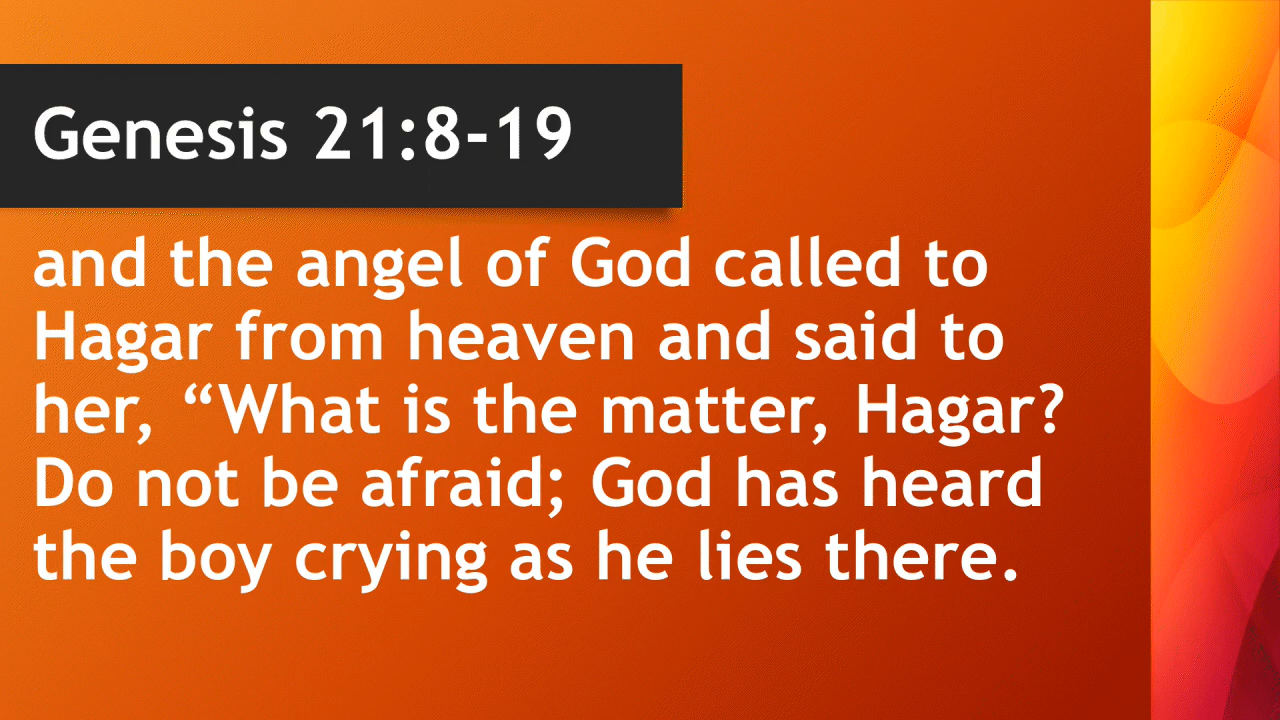 Genesis 21:8-19
and the angel of God called to
Hagar from heaven and said to
her, “What is the matter, Hagar?
Do not be afraid; God has heard
the boy crying as he lies there.